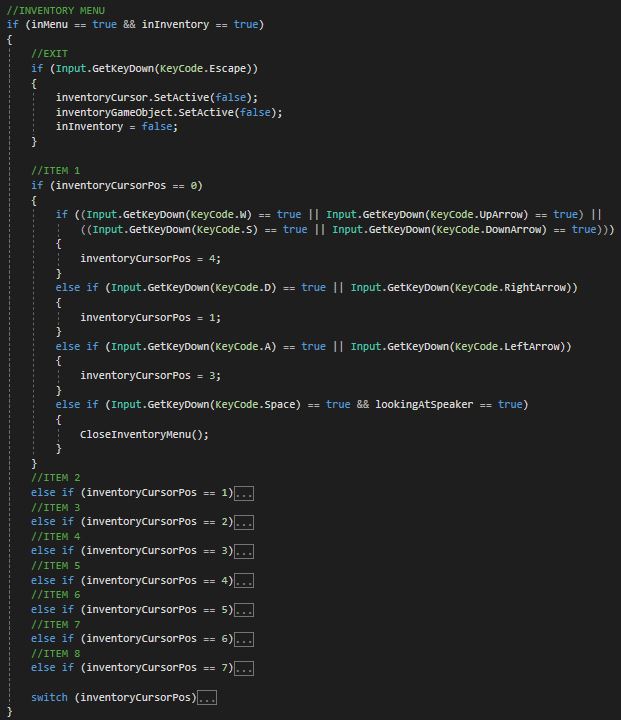 //INVENTORY MENU
if (inMenu == true && inInventory == true)
{
//EXIT
if (Input.GetKeyDown(KeyCode.Escape))
{
inventoryCursor.SetActive(false);
inventoryGameObject.SetActive(false);
inInventory = false;
}
//ITEM 1
if (inventoryCursorPos == 0)
{
if ((Input.GetKeyDown(KeyCode.W) == true || Input.GetKeyDown(KeyCode.UpArrow) == true) ||
((Input.GetKeyDown(KeyCode.S) == true || Input.GetKeyDown(KeyCode.DownArrow) == true)))
{
inventoryCursorPos = 4;
}
else if (Input.GetKeyDown(KeyCode.D) == true || Input.GetKeyDown(KeyCode.RightArrow))
{
inventoryCursorPos = 1;
}
else if (Input.GetKeyDown(KeyCode.A) == true || Input.GetKeyDown(KeyCode.LeftArrow))
{
inventoryCursorPos = 3;
}
else if (Input.GetKeyDown(KeyCode.Space) == true && lookingAtSpeaker == true)
{
CloseInventoryMenu();
}
}
//ITEM 2
else if (inventoryCursorPos == 1)...
//ITEM 3
else if (inventoryCursorPos == 2)...
//ITEM 4
else if (inventoryCursorPos == 3)...
//ITEM 5
else if (inventoryCursorPos == 4)...
//ITEM 6
else if (inventoryCursorPos == 5)...
//ITEM 7
else if (inventoryCursorPos == 6)...
//ITEM 8
else if (inventoryCursorPos == 7)...
switch (inventoryCursorPos)...
}